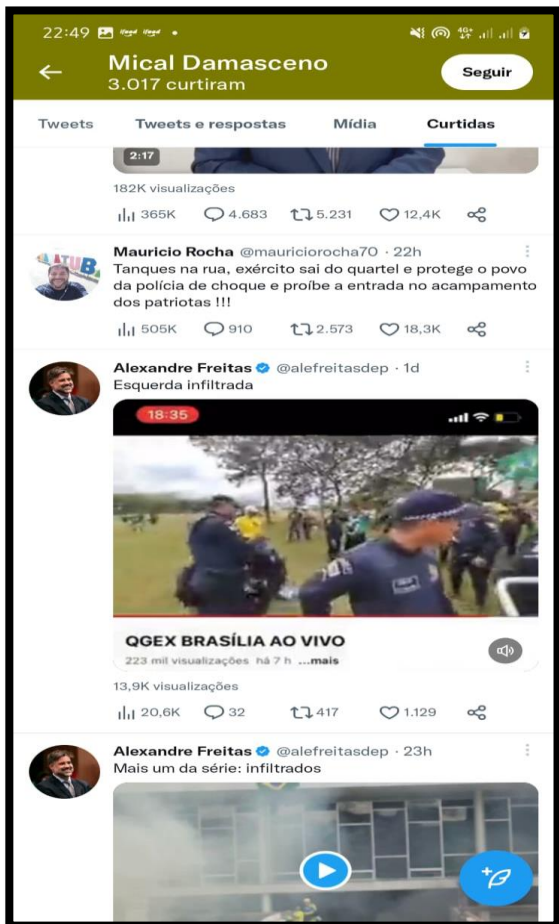 22:49
4G+
Mical Damasceno
3.017 curtiram
Seguir
Tweets Tweets e respostas Mídia Curtidas
2:17
182K visualizações
365K 4.683 5.231 12,4K
Mauricio Rocha @mauriciorocha70 · 22h
Tanques na rua, exército sai do quartel e protege o povo
da polícia de choque e proíbe a entrada no acampamento
dos patriotas !!!
505K 910 2.573 18,3K
Alexandre Freitas @alefreitasdep · 1d
Esquerda infiltrada
18:35
QGEX BRASÍLIA AO VIVO
223 mil visualizações há 7 h ...mais
13,9K visualizações
20,6K 32 417 1.129
Alexandre Freitas @alefreitasdep · 23h
Mais um da série: infiltrados